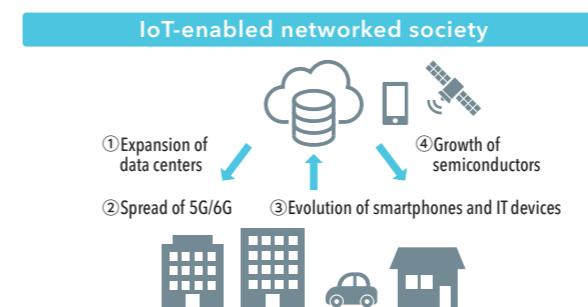 IoT-enabled networked society
①Expansion of
data centers
④Growth of
semiconductors
②Spread of 5G/6G
③Evolution of smartphones and IT devices